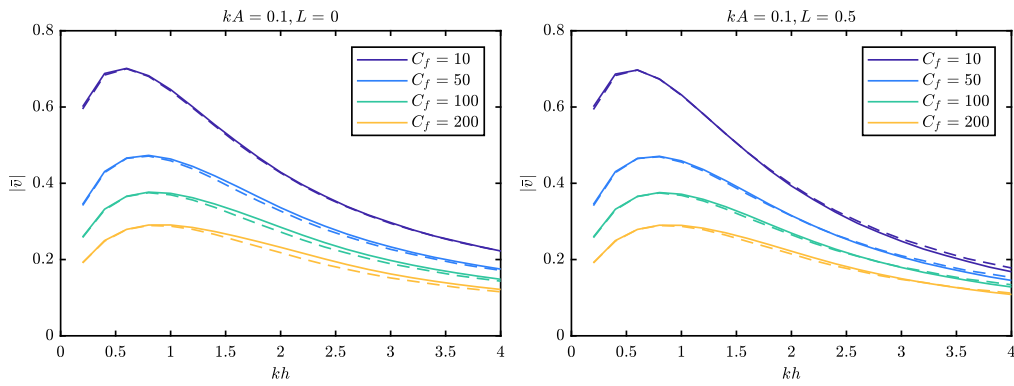 kA = 0.1, L = 0
0.8
0.6
0.4
0.2
0
|v̄|
C_f = 10
C_f = 50
C_f = 100
C_f = 200
0 0.5 1 1.5 2 2.5 3 3.5 4
kh
kA = 0.1, L = 0.5
0.8
0.6
0.4
0.2
0
|v̄|
C_f = 10
C_f = 50
C_f = 100
C_f = 200
0 0.5 1 1.5 2 2.5 3 3.5 4
kh